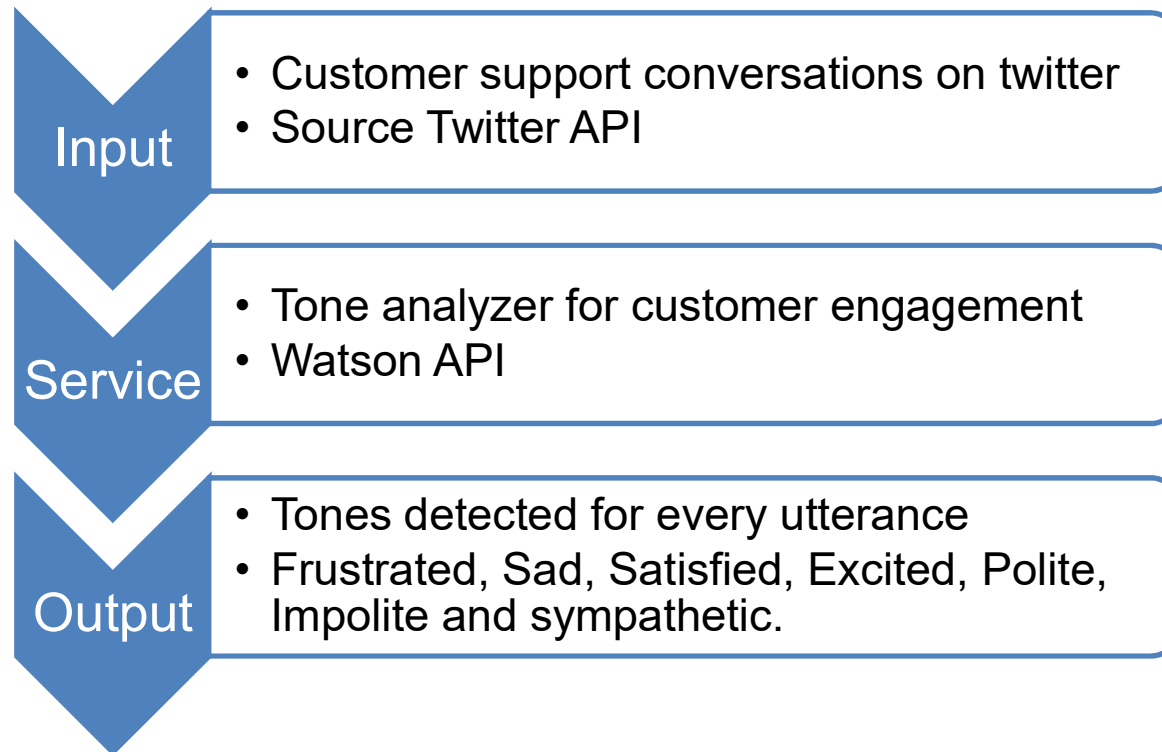 Input
• Customer support conversations on twitter
• Source Twitter API
Service
• Tone analyzer for customer engagement
• Watson API
Output
• Tones detected for every utterance
• Frustrated, Sad, Satisfied, Excited, Polite,
Impolite and sympathetic.